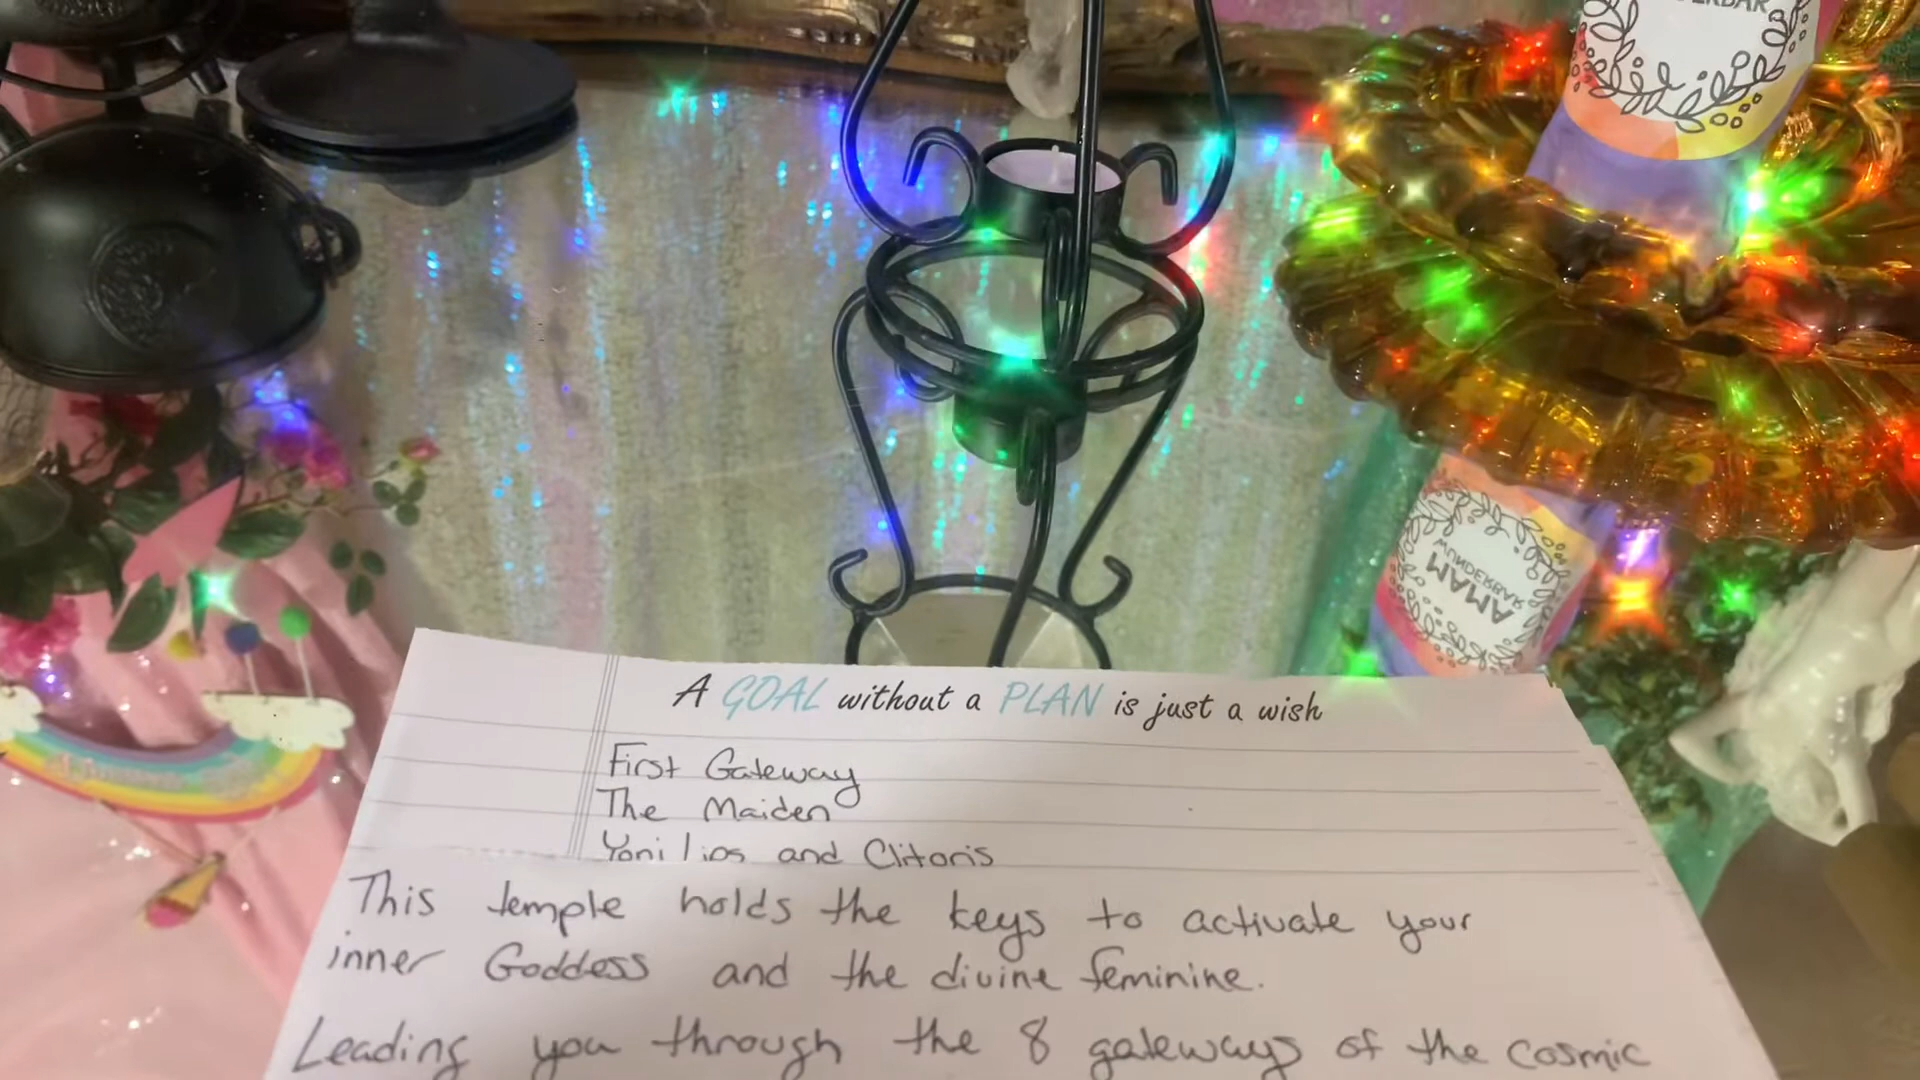 DERBAR
MAMA
WUNDERBAR
A GOAL without a PLAN is just a wish
First Gateway
The Maiden
Yoni lips and Clitoris
This temple holds the keys to activate your
inner Goddess and the divine feminine.
Leading you through the 8 gateways of the cosmic